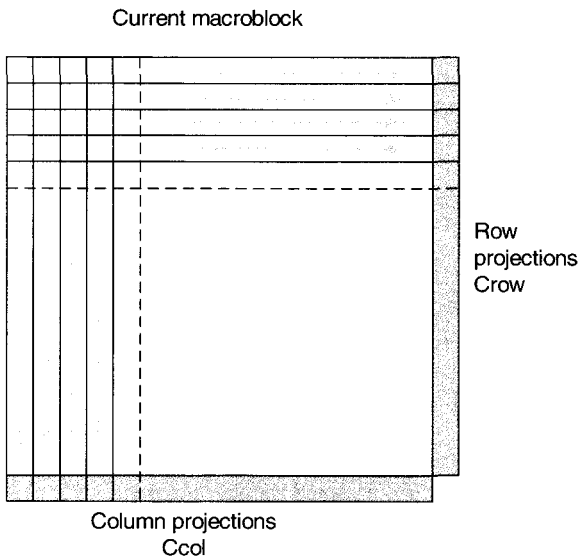 Current macroblock
Row
projections
Crow
Column projections
Ccol